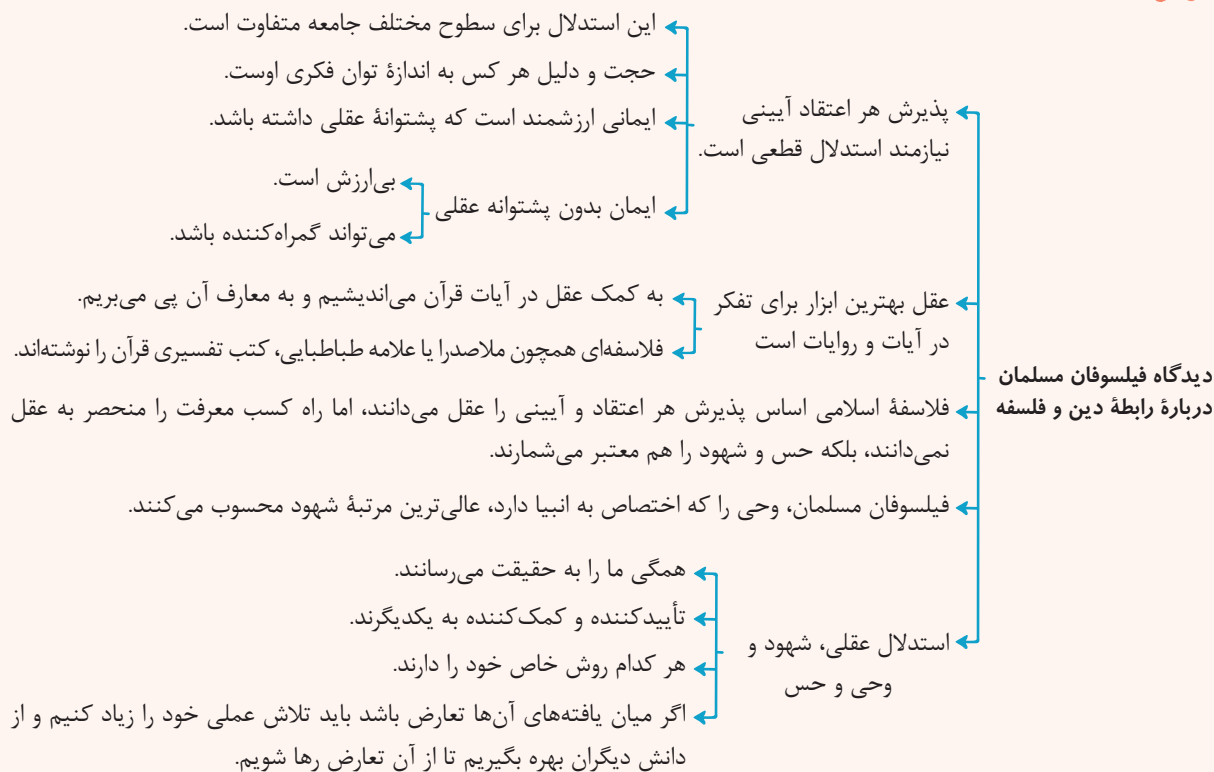 دیدگاه فیلسوفان مسلمان
دربارهٔ رابطهٔ دین و فلسفه
پذیرش هر اعتقاد آیینی
نیازمند استدلال قطعی است.
این استدلال برای سطوح مختلف جامعه متفاوت است.
حجت و دلیل هر کس به اندازهٔ توان فکری اوست.
ایمانی ارزشمند است که پشتوانهٔ عقلی داشته باشد.
ایمان بدون پشتوانه عقلی
بی‌ارزش است.
می‌تواند گمراه‌کننده باشد.
عقل بهترین ابزار برای تفکر
در آیات و روایات است
به کمک عقل در آیات قرآن می‌اندیشیم و به معارف آن پی می‌بریم.
فلاسفه‌ای همچون ملاصدرا یا علامه طباطبایی، کتب تفسیری قرآن را نوشته‌اند.
فلاسفهٔ اسلامی اساس پذیرش هر اعتقاد و آیینی را عقل می‌دانند، اما راه کسب معرفت را منحصر به عقل
نمی‌دانند، بلکه حس و شهود را هم معتبر می‌شمارند.
فیلسوفان مسلمان، وحی را که اختصاص به انبیا دارد، عالی‌ترین مرتبهٔ شهود محسوب می‌کنند.
استدلال عقلی، شهود و
وحی و حس
همگی ما را به حقیقت می‌رسانند.
تأییدکننده و کمک‌کننده به یکدیگرند.
هر کدام روش خاص خود را دارند.
اگر میان یافته‌های آن‌ها تعارض باشد باید تلاش عملی خود را زیاد کنیم و از
دانش دیگران بهره بگیریم تا از آن تعارض رها شویم.